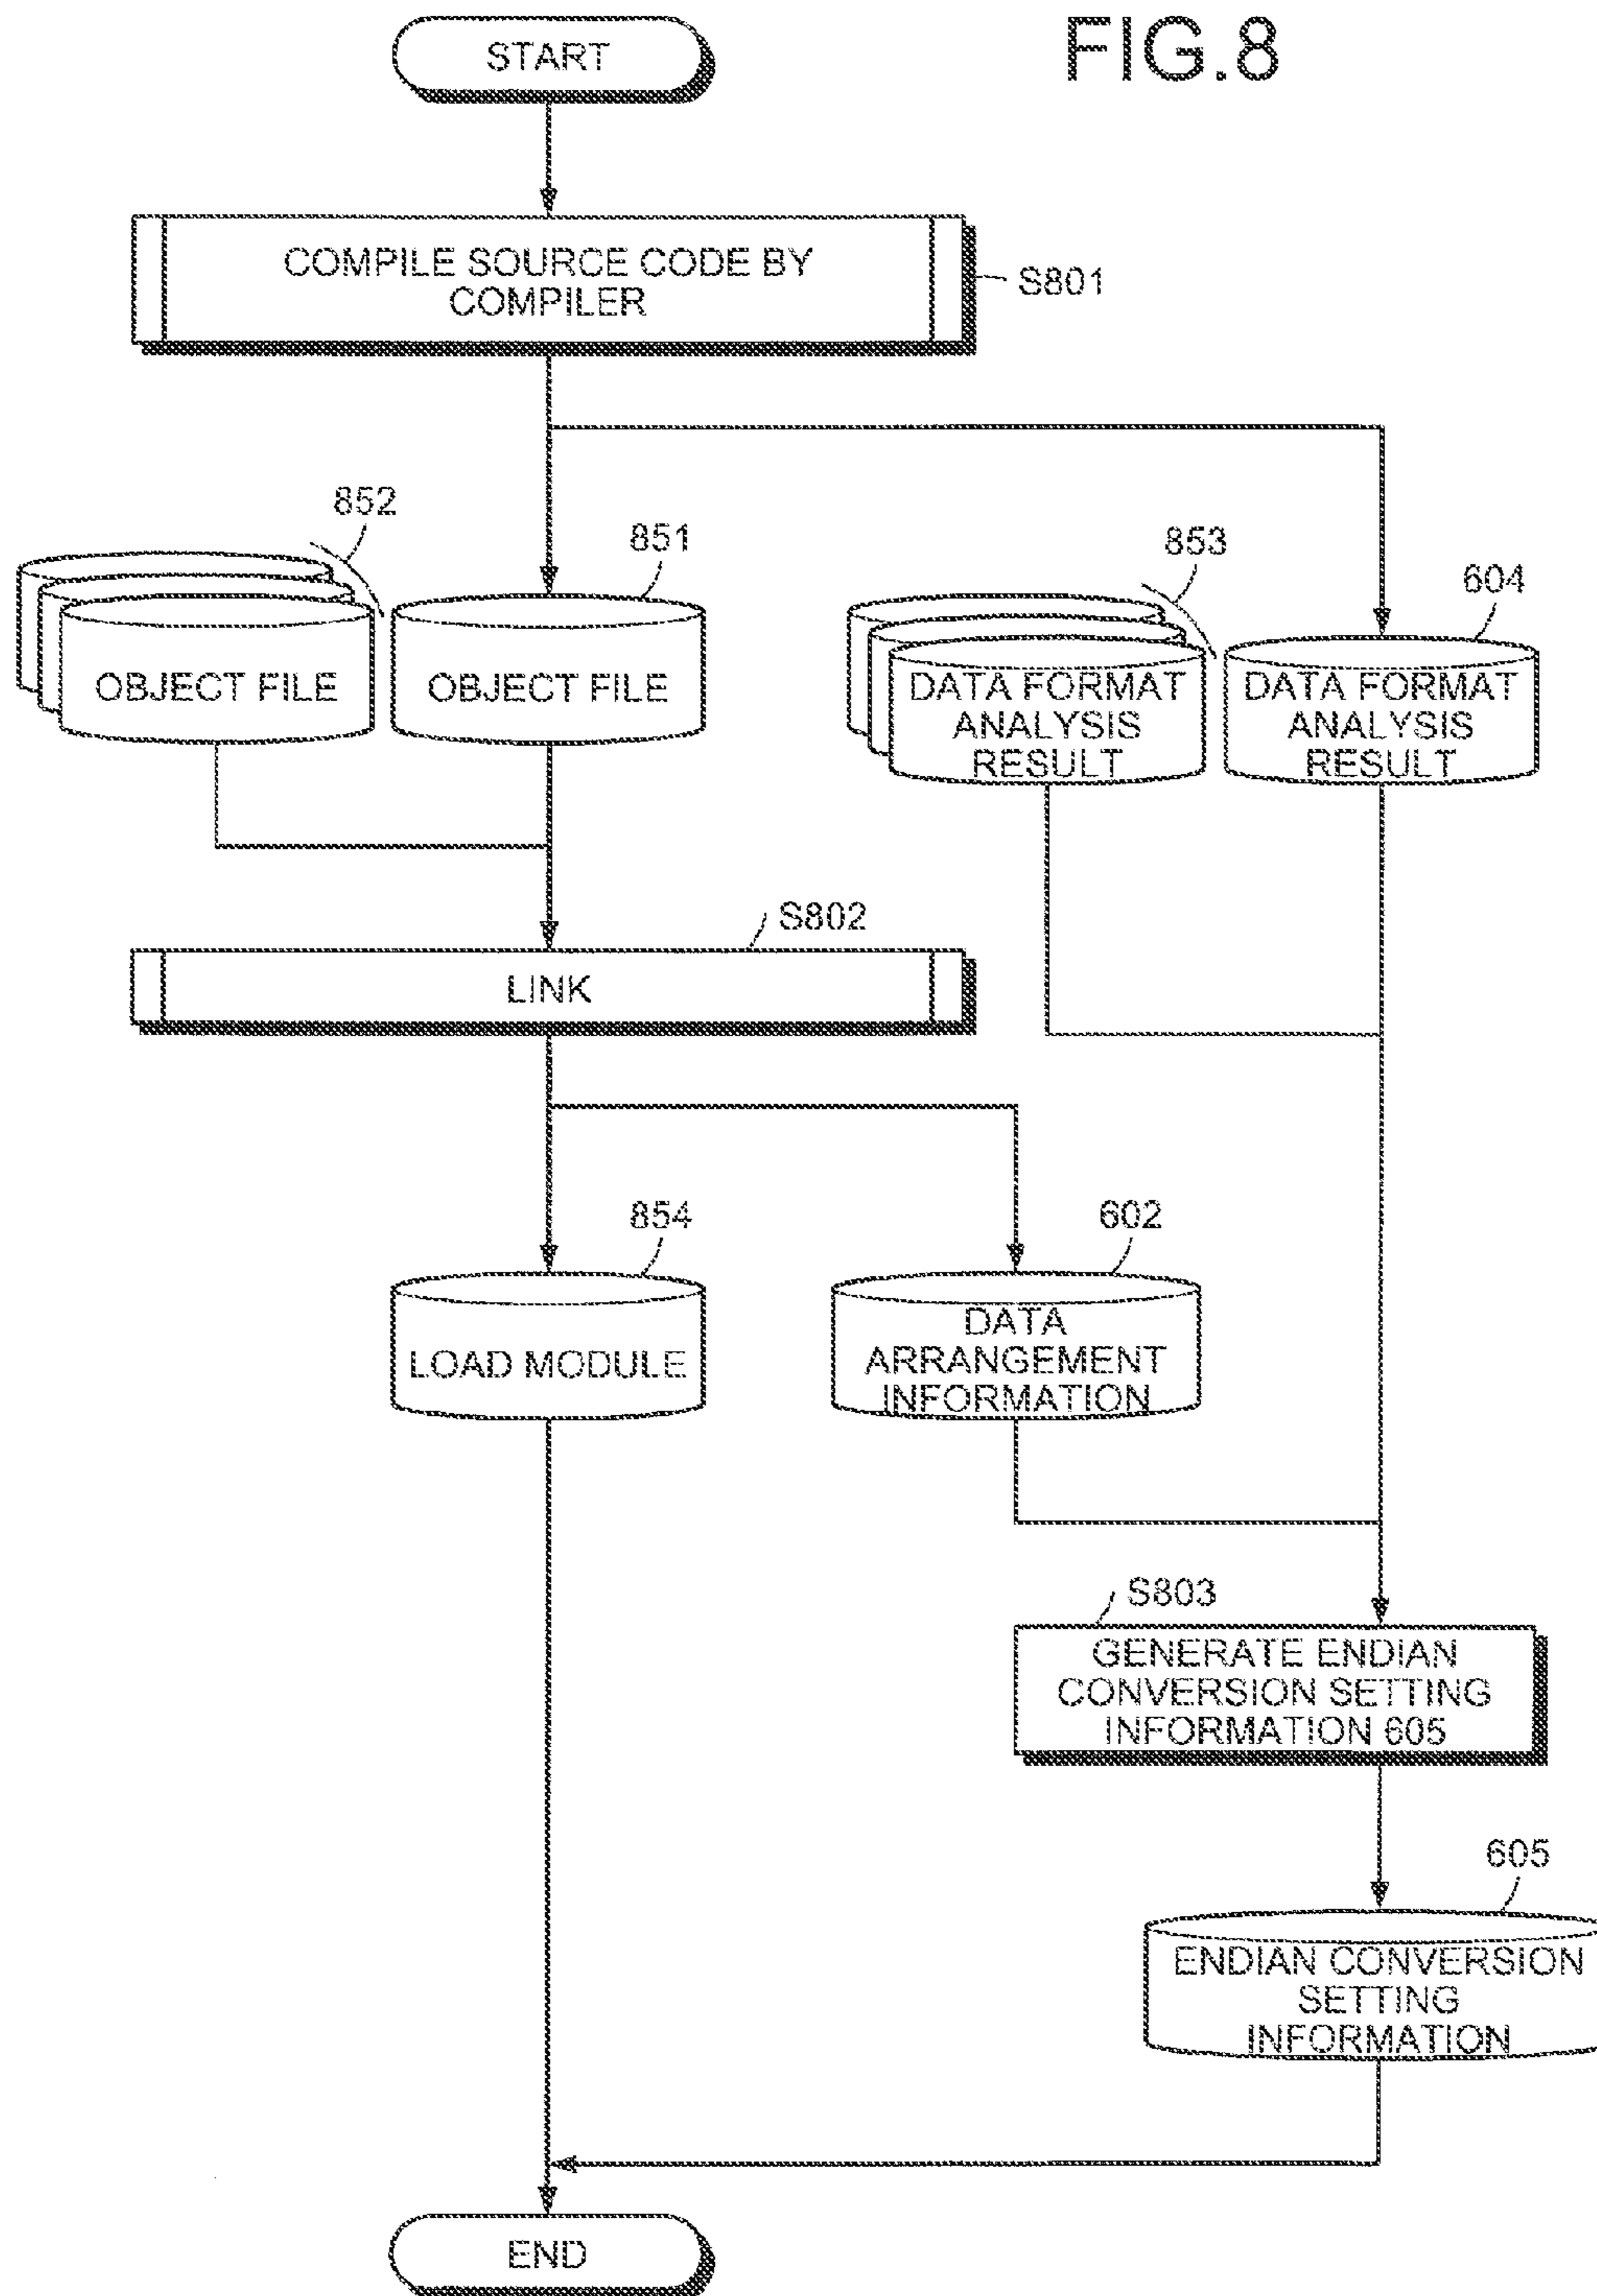 FIG.8
START
COMPILE SOURCE CODE BY
COMPILER
S801
852
851
853
604
OBJECT FILE
OBJECT FILE
DATA FORMAT
ANALYSIS
RESULT
DATA FORMAT
ANALYSIS
RESULT
S802
LINK
854
602
LOAD MODULE
DATA
ARRANGEMENT
INFORMATION
S803
GENERATE ENDIAN
CONVERSION SETTING
INFORMATION 605
605
ENDIAN CONVERSION
SETTING
INFORMATION
END